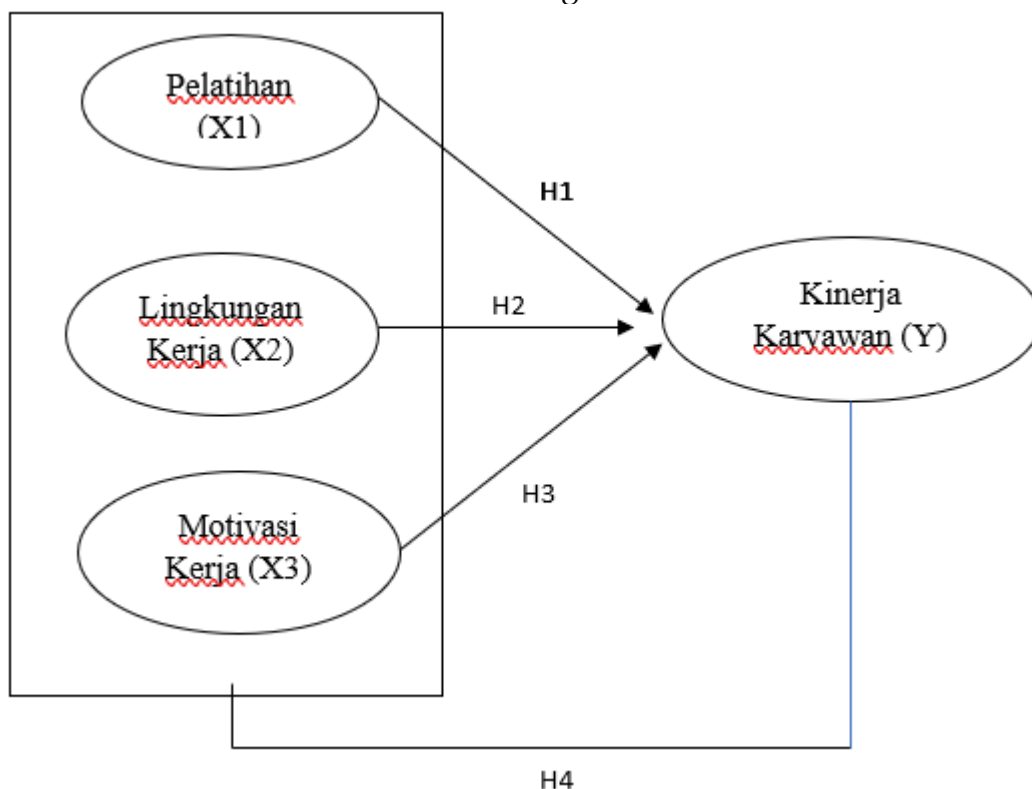 Pelatihan
(X1)
H1
Lingkungan
Kerja (X2)
H2
Kinerja
Karyawan (Y)
Motivasi
Kerja (X3)
H3
H4